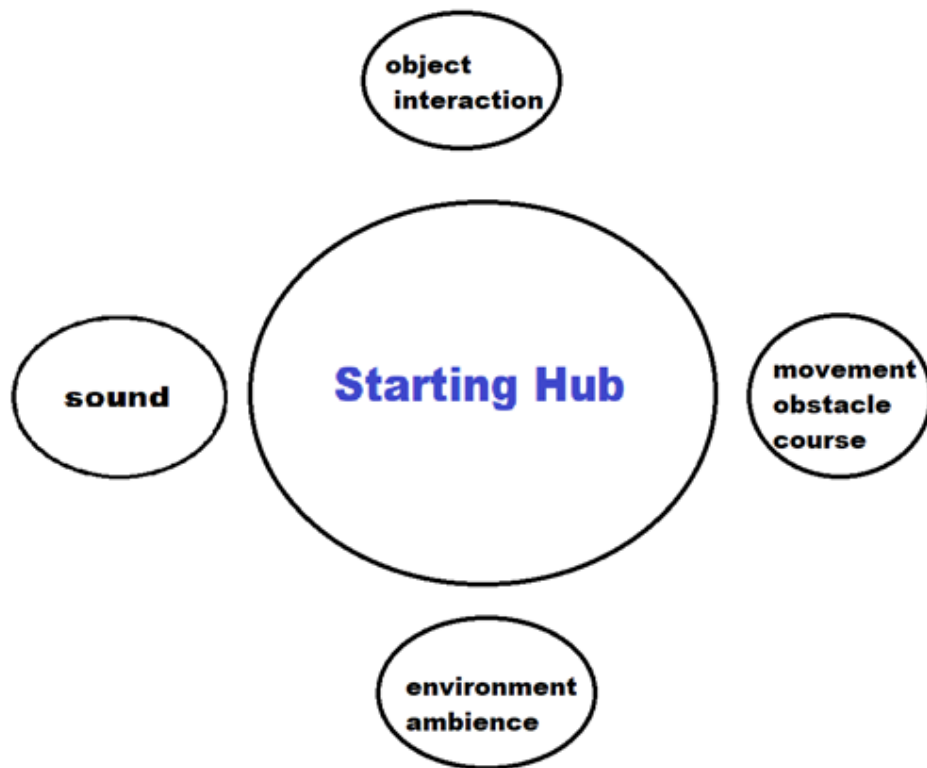 object
interaction
sound
Starting Hub
movement
obstacle
course
environment
ambience